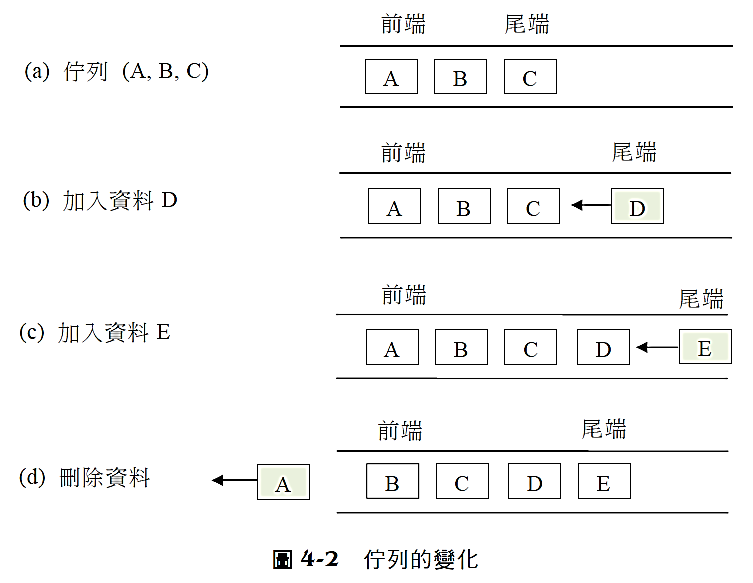 前端 尾端
(a) 佇列 (A, B, C) A B C
前端 尾端
(b) 加入資料 D A B C D
前端 尾端
(c) 加入資料 E A B C D E
前端 尾端
(d) 刪除資料 A B C D E
圖 4-2 佇列的變化